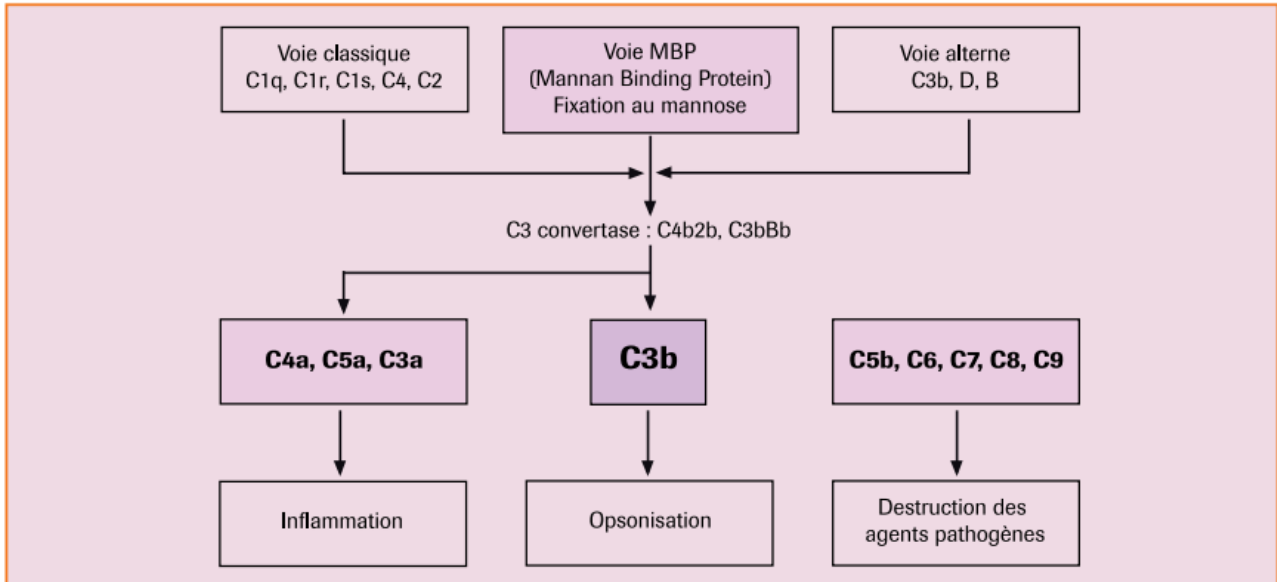 Voie classique
C1q, C1r, C1s, C4, C2
Voie MBP
(Mannan Binding Protein)
Fixation au mannose
Voie alterne
C3b, D, B
C3 convertase : C4b2b, C3bBb
C4a, C5a, C3a
C3b
C5b, C6, C7, C8, C9
Inflammation
Opsonisation
Destruction des
agents pathogènes